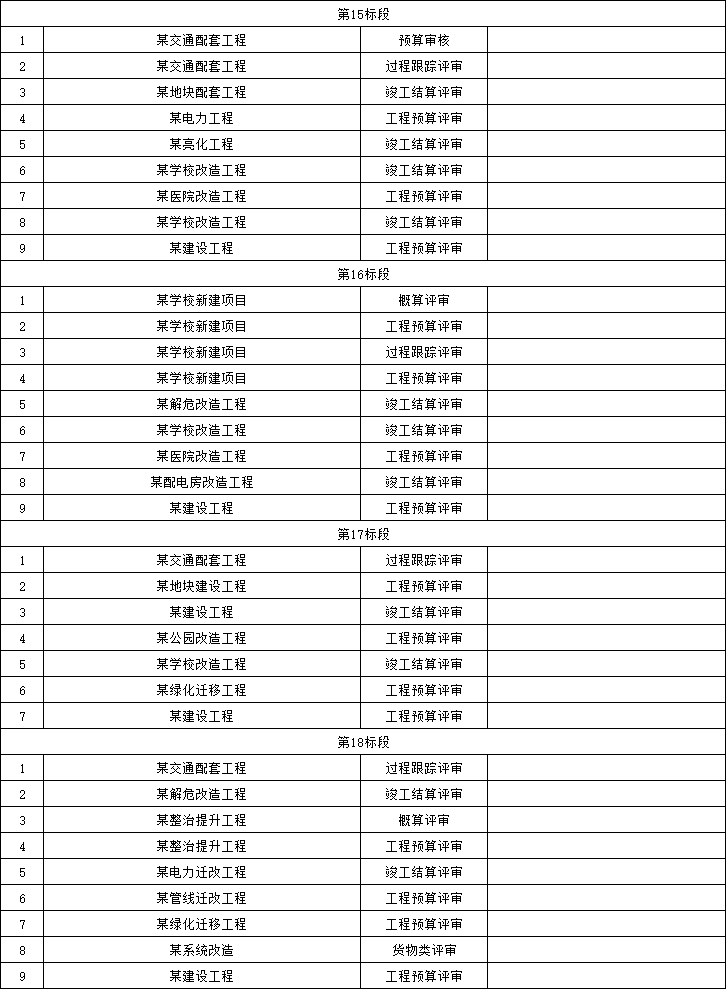 第15标段
1 某交通配套工程 预算审核
2 某交通配套工程 过程跟踪评审
3 某地块配套工程 竣工结算评审
4 某电力工程 工程预算评审
5 某亮化工程 竣工结算评审
6 某学校改造工程 竣工结算评审
7 某医院改造工程 工程预算评审
8 某学校改造工程 竣工结算评审
9 某建设工程 工程预算评审
第16标段
1 某学校新建项目 概算评审
2 某学校新建项目 工程预算评审
3 某学校新建项目 过程跟踪评审
4 某学校新建项目 工程预算评审
5 某解危改造工程 竣工结算评审
6 某学校改造工程 竣工结算评审
7 某医院改造工程 工程预算评审
8 某配电房改造工程 竣工结算评审
9 某建设工程 工程预算评审
第17标段
1 某交通配套工程 过程跟踪评审
2 某地块建设工程 工程预算评审
3 某建设工程 竣工结算评审
4 某公园改造工程 工程预算评审
5 某学校改造工程 竣工结算评审
6 某绿化迁移工程 工程预算评审
7 某建设工程 工程预算评审
第18标段
1 某交通配套工程 过程跟踪评审
2 某解危改造工程 竣工结算评审
3 某整治提升工程 概算评审
4 某整治提升工程 工程预算评审
5 某电力迁改工程 竣工结算评审
6 某管线迁改工程 工程预算评审
7 某绿化迁移工程 工程预算评审
8 某系统改造 货物类评审
9 某建设工程 工程预算评审